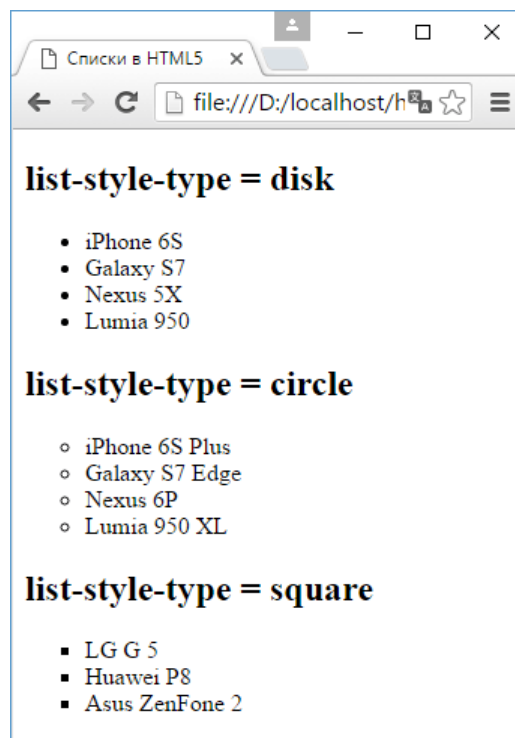 Списки в HTML5
file:///D:/localhost/h
list-style-type = disk
iPhone 6S
Galaxy S7
Nexus 5X
Lumia 950
list-style-type = circle
iPhone 6S Plus
Galaxy S7 Edge
Nexus 6P
Lumia 950 XL
list-style-type = square
LG G 5
Huawei P8
Asus ZenFone 2